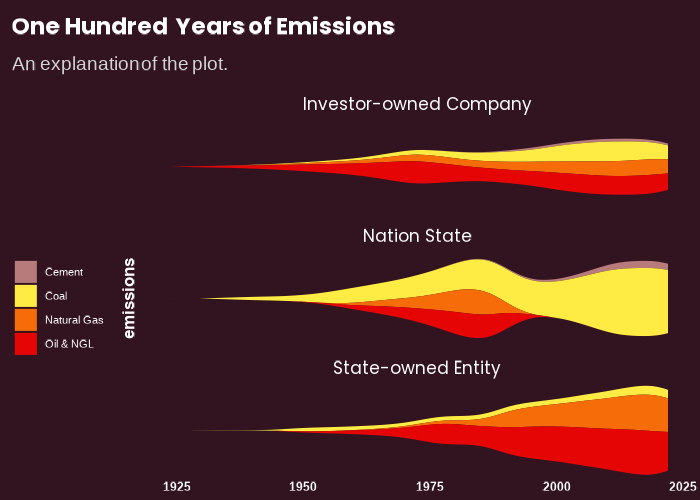 One Hundred Years of Emissions
An explanation of the plot.
Investor-owned Company
Nation State
Cement
Coal
Natural Gas
Oil & NGL
emissions
State-owned Entity
1925 1950 1975 2000 2025